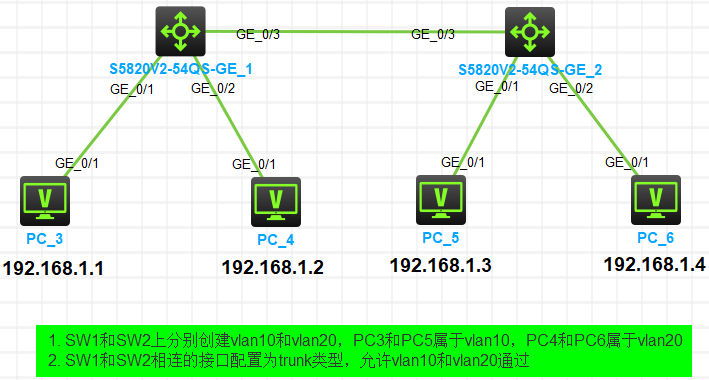 GE_0/3 GE_0/3
S5820V2-54QS-GE_1 S5820V2-54QS-GE_2
GE_0/1 GE_0/2 GE_0/1 GE_0/2
GE_0/1 GE_0/1 GE_0/1 GE_0/1
V V V V
PC_3 PC_4 PC_5 PC_6
192.168.1.1 192.168.1.2 192.168.1.3 192.168.1.4
1. SW1和SW2上分别创建vlan10和vlan20，PC3和PC5属于vlan10，PC4和PC6属于vlan20
2. SW1和SW2相连的接口配置为trunk类型，允许vlan10和vlan20通过